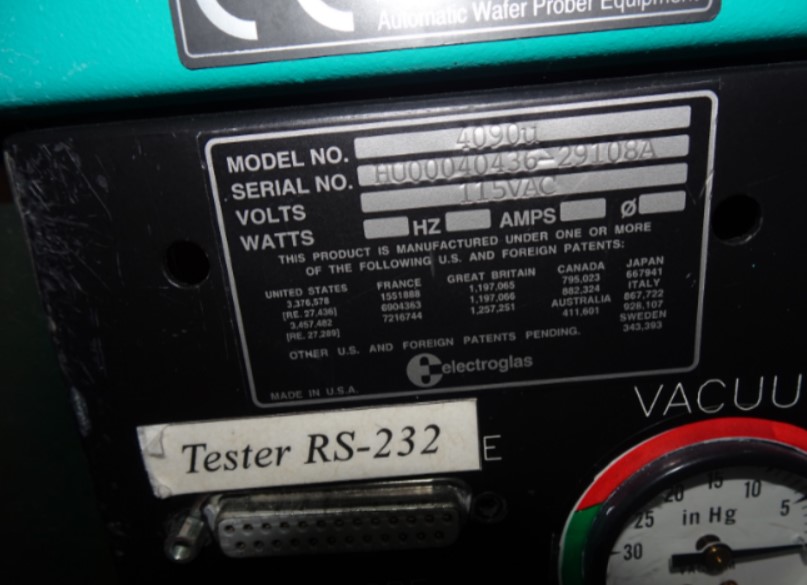 CE
Automatic Wafer Prober Equipment
MODEL NO. 4090u
SERIAL NO. HU00040436-29108A
VOLTS 115VAC
WATTS HZ AMPS Ø
THIS PRODUCT IS MANUFACTURED UNDER ONE OR MORE
OF THE FOLLOWING U.S. AND FOREIGN PATENTS:
UNITED STATES FRANCE GREAT BRITAIN CANADA JAPAN
3,376,578 1551888 1,197,065 795,023 667941
[RE. 27,436] 6904363 1,197,066 882,324 ITALY
3,457,482 7216744 1,257,251 AUSTRALIA 867,722
[RE. 27,289] 411,601 928,107
SWEDEN
343,393
OTHER U.S. AND FOREIGN PATENTS PENDING.
electroglas
MADE IN U.S.A.
VACUU
Tester RS-232 E
30 25 20 15 10 5
in Hg